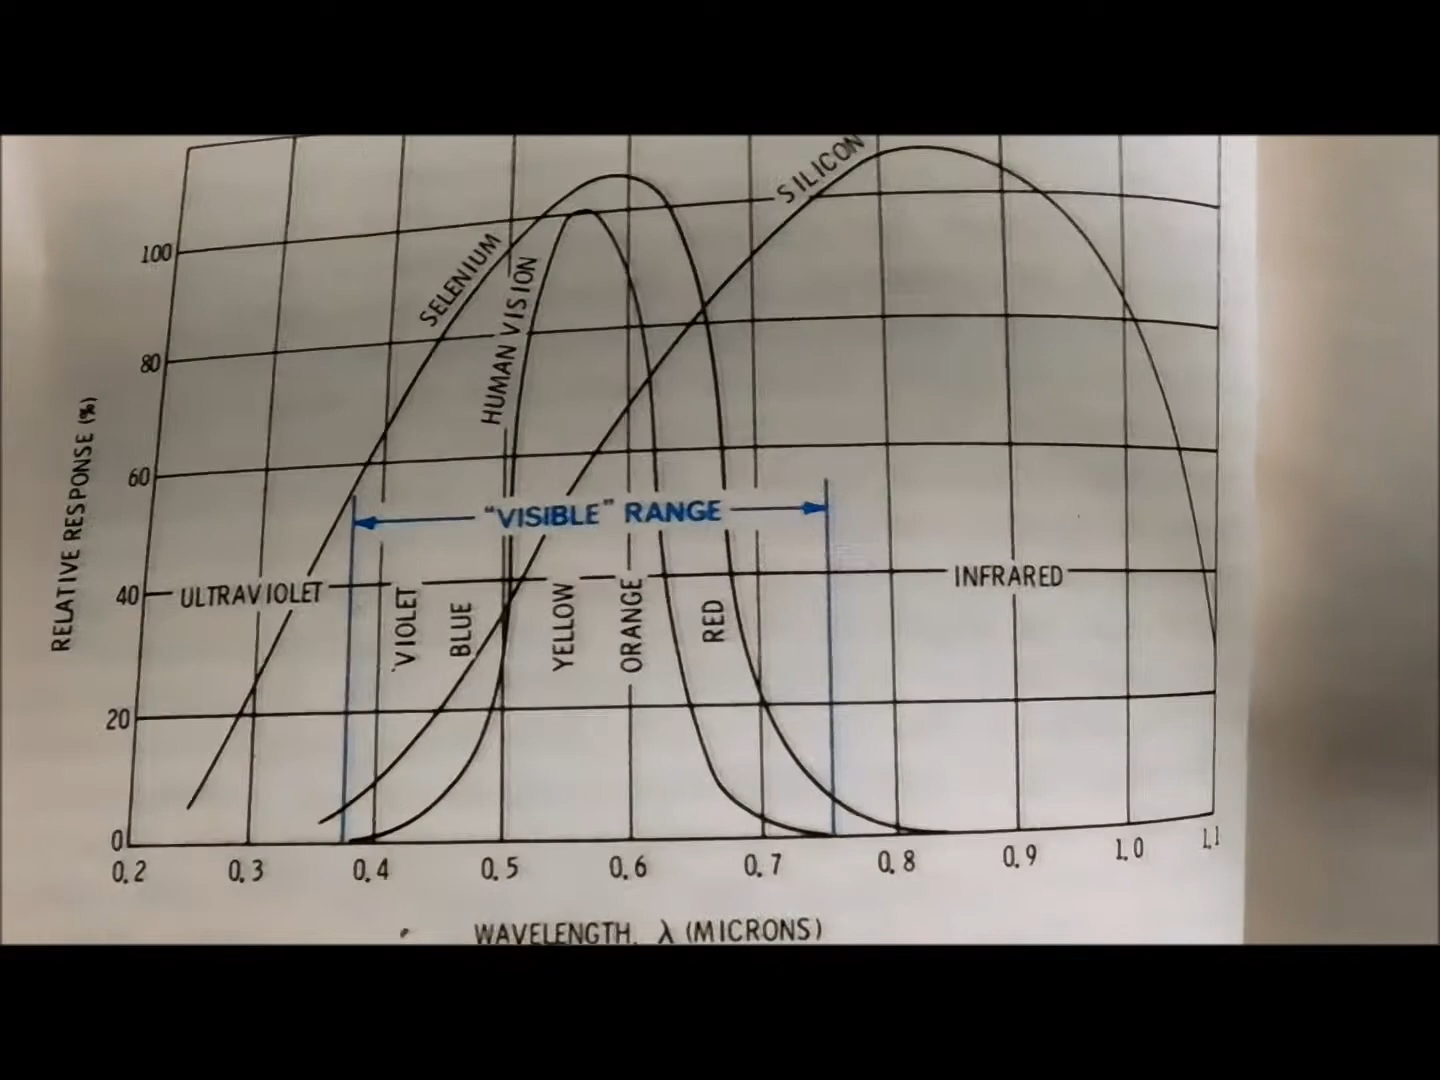 SILICON
SELENIUM
HUMAN VISION
100
80
60
40
20
0
RELATIVE RESPONSE (%)
"VISIBLE" RANGE
ULTRAVIOLET
INFRARED
VIOLET
BLUE
YELLOW
ORANGE
RED
0.2 0.3 0.4 0.5 0.6 0.7 0.8 0.9 1.0 1.1
WAVELENGTH, λ (MICRONS)